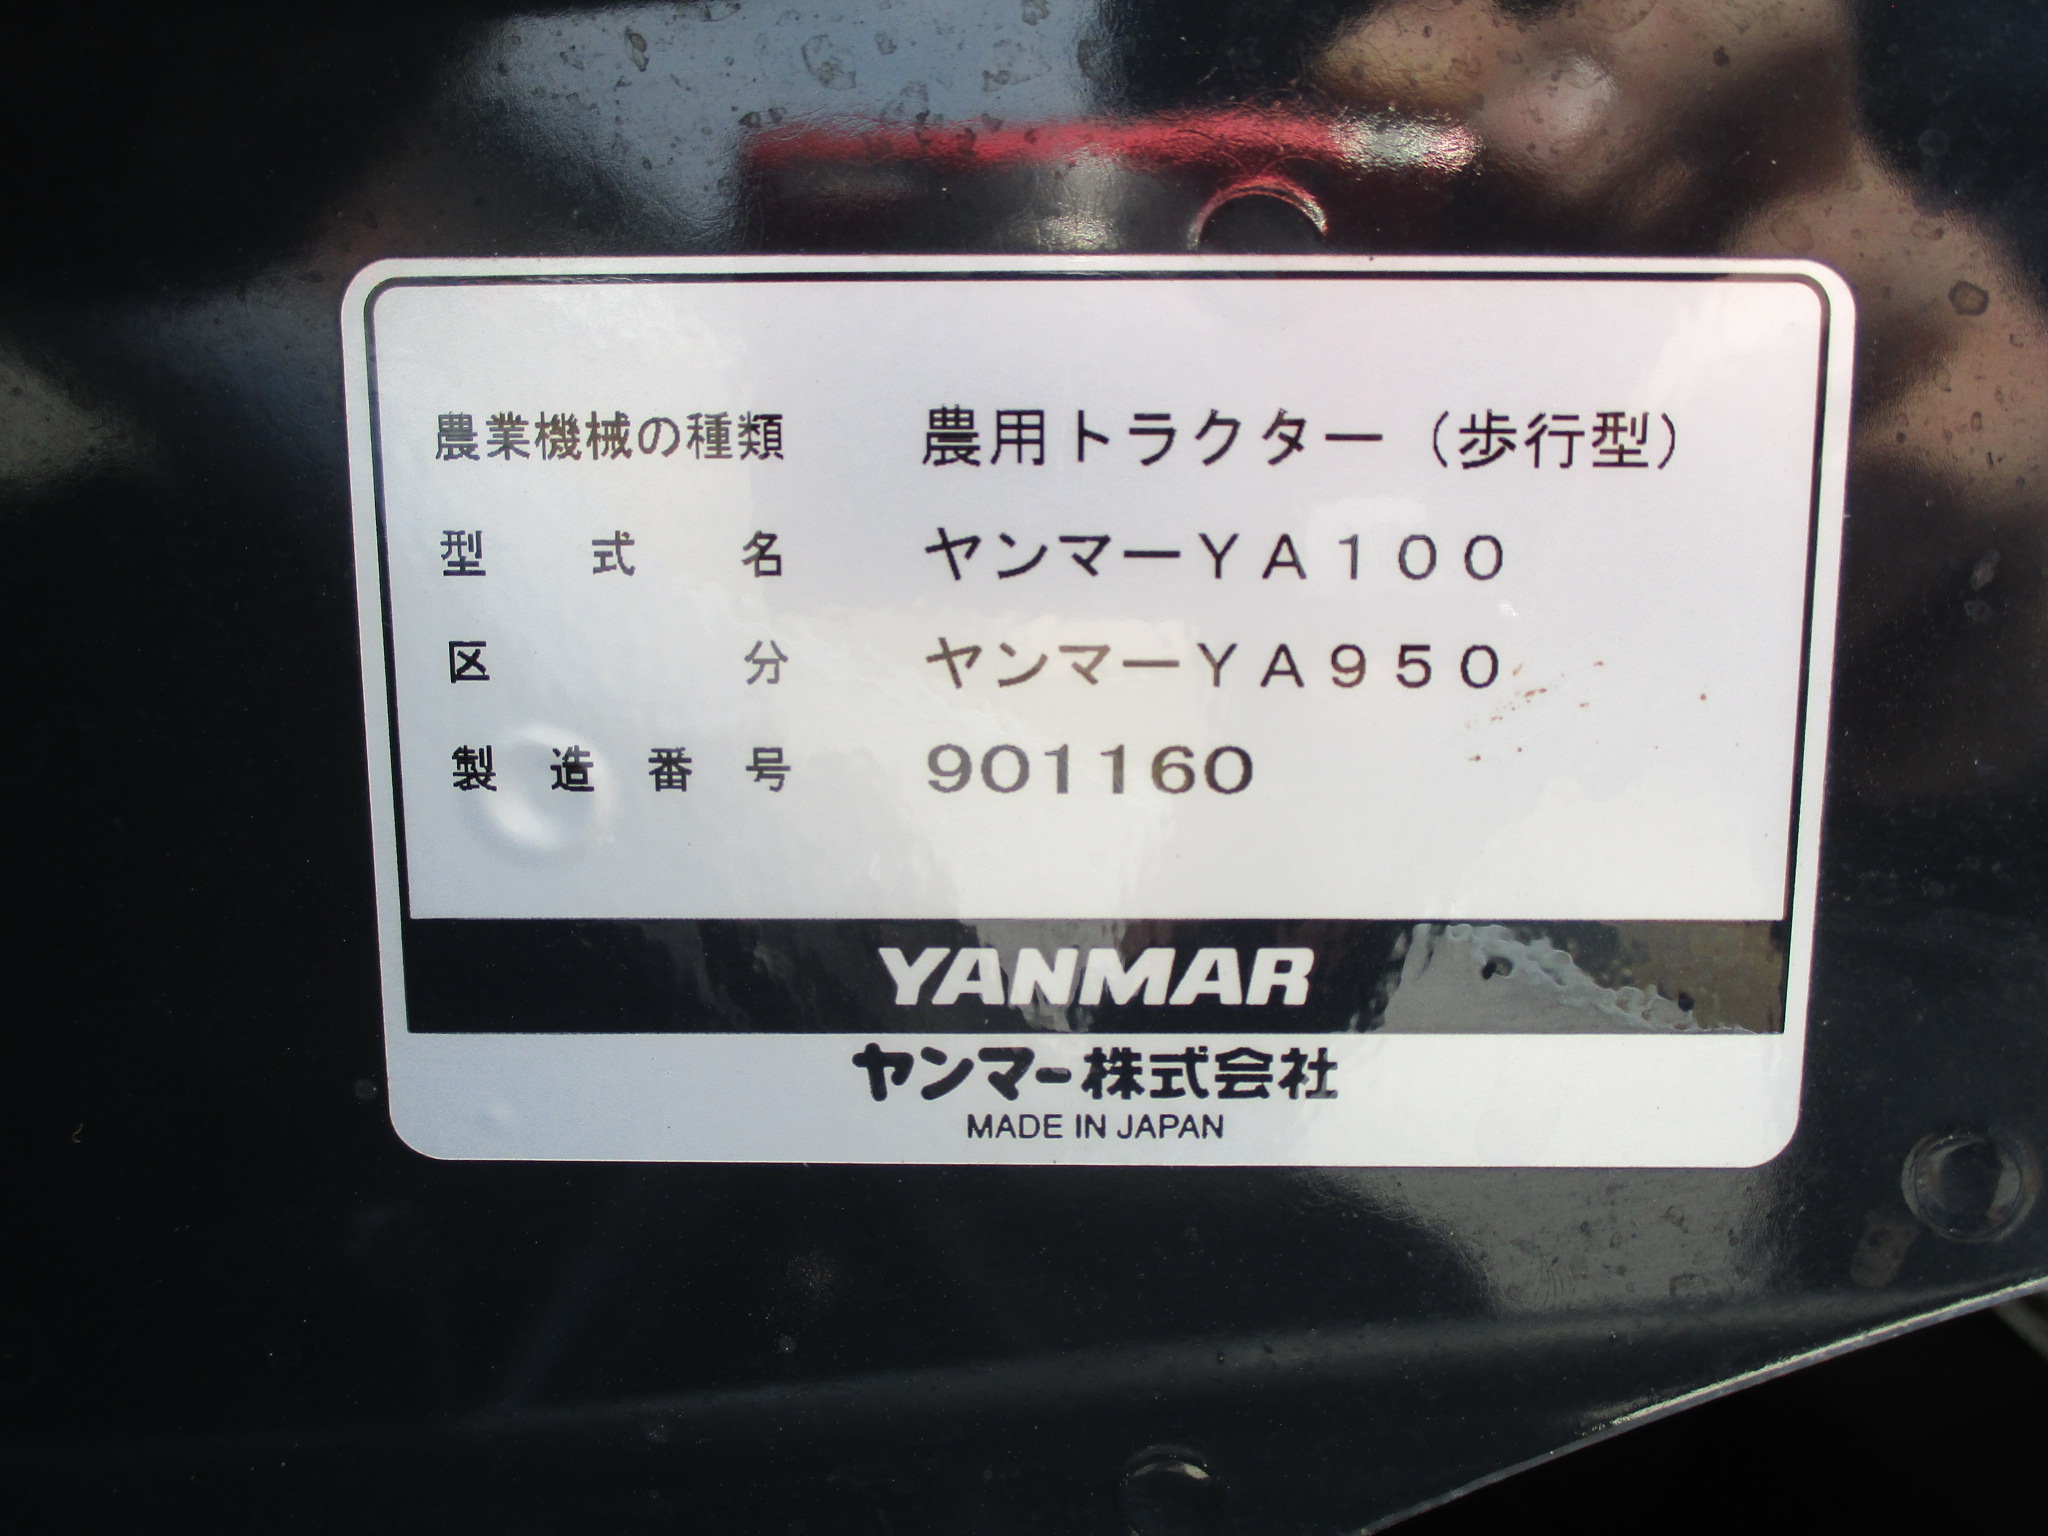 農業機械の種類 農用トラクター（歩行型）
型式名 ヤンマーＹＡ１００
区分 ヤンマーＹＡ９５０
製造番号 901160
YANMAR
ヤンマー株式会社
MADE IN JAPAN